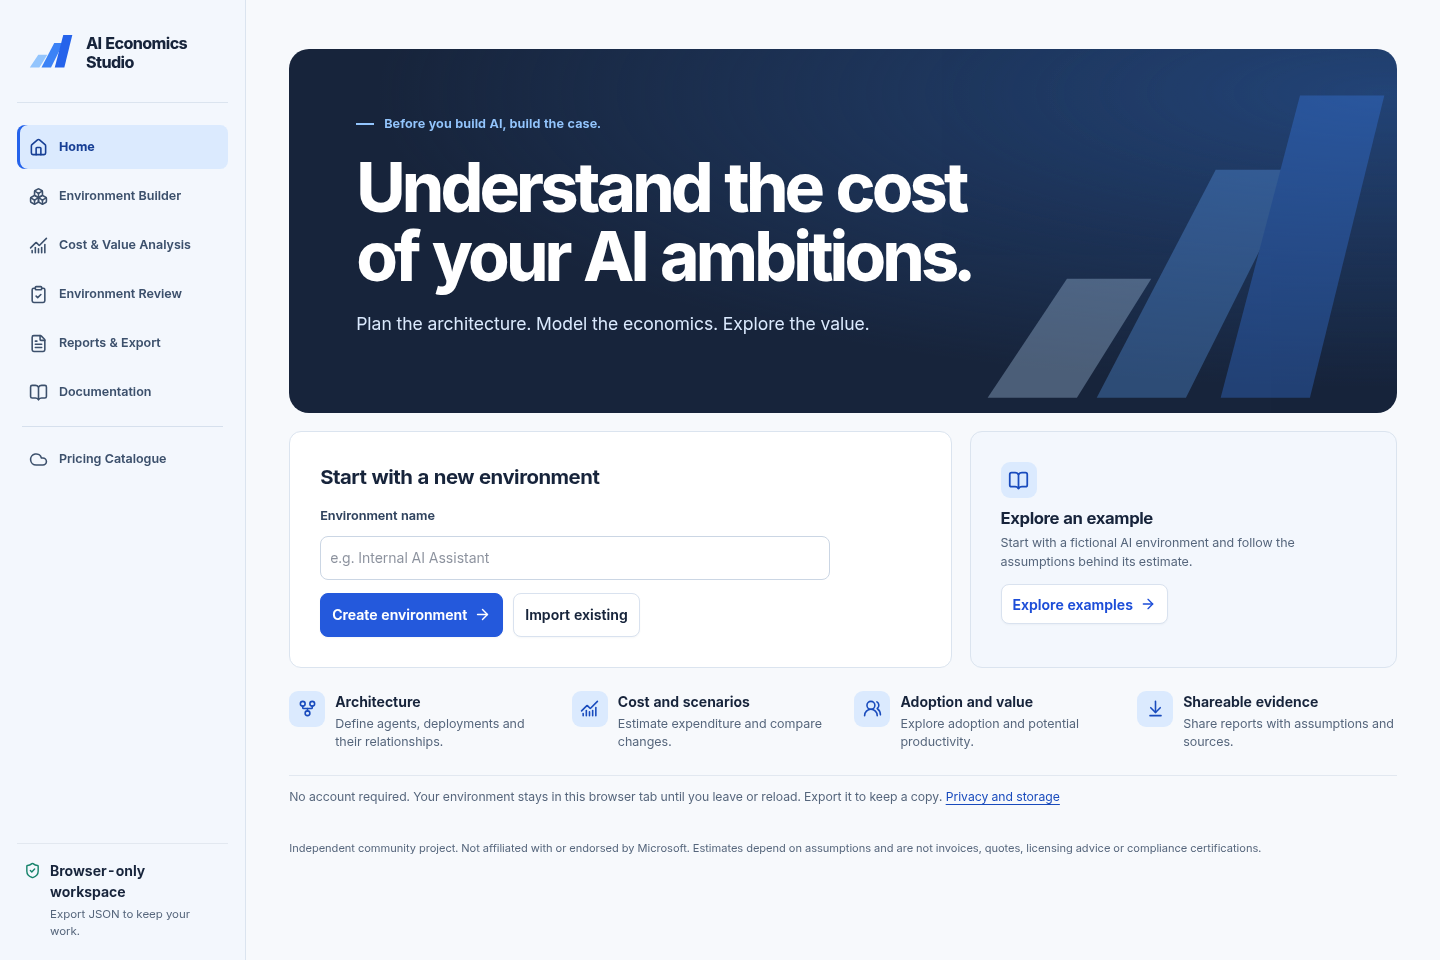 AI Economics
Studio
Home
Environment Builder
Cost & Value Analysis
Environment Review
Reports & Export
Documentation
Pricing Catalogue
Browser-only
workspace
Export JSON to keep your
work.
Before you build AI, build the case.
Understand the cost
of your AI ambitions.
Plan the architecture. Model the economics. Explore the value.
Start with a new environment
Environment name
e.g. Internal AI Assistant
Create environment
Import existing
Explore an example
Start with a fictional AI environment and follow the
assumptions behind its estimate.
Explore examples
Architecture
Define agents, deployments and
their relationships.
Cost and scenarios
Estimate expenditure and compare
changes.
Adoption and value
Explore adoption and potential
productivity.
Shareable evidence
Share reports with assumptions and
sources.
No account required. Your environment stays in this browser tab until you leave or reload. Export it to keep a copy. Privacy and storage
Independent community project. Not affiliated with or endorsed by Microsoft. Estimates depend on assumptions and are not invoices, quotes, licensing advice or compliance certifications.